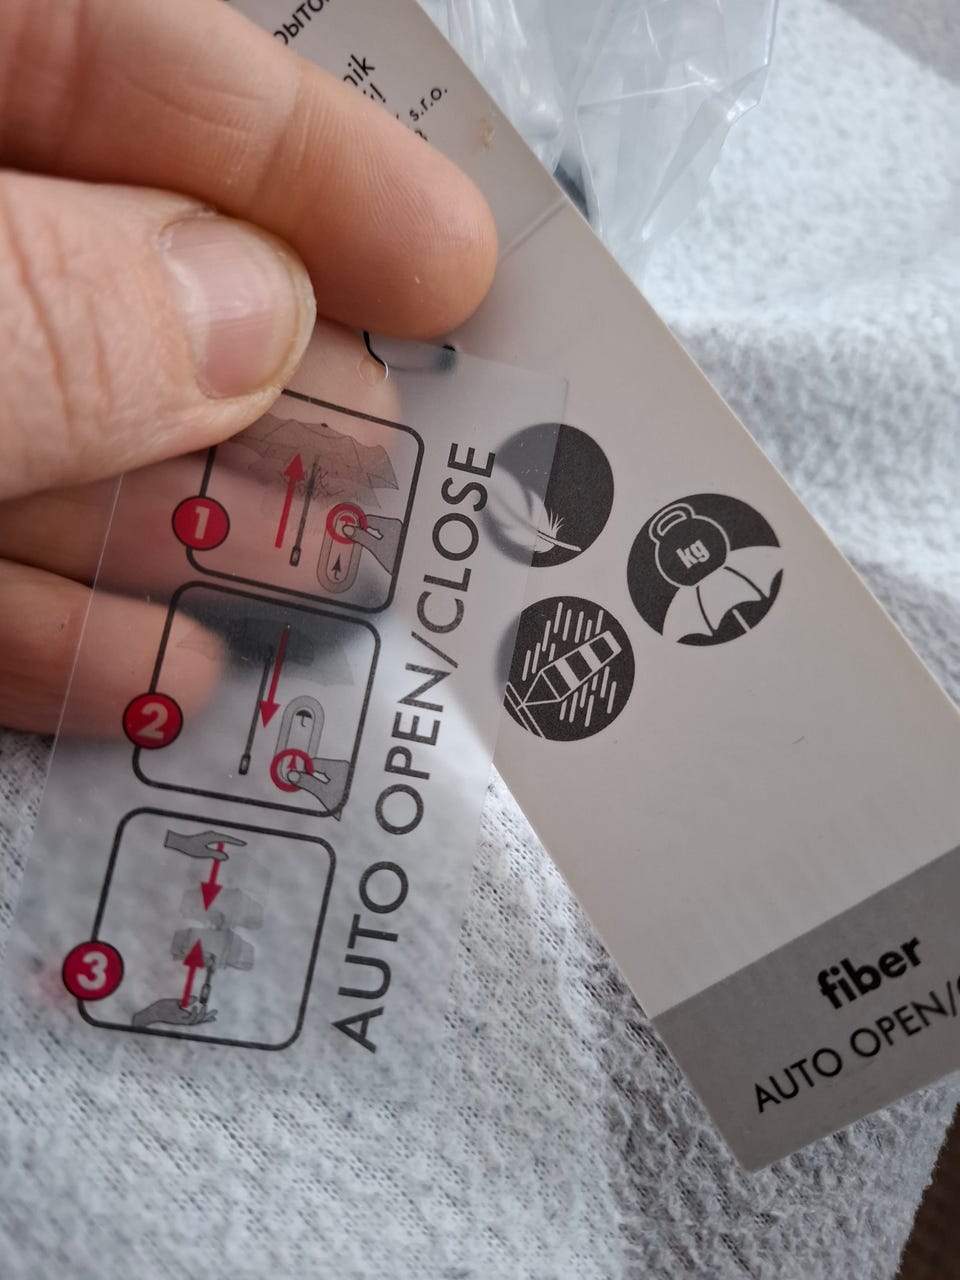 s.r.o.
kg
1
2
3
AUTO OPEN/CLOSE
fiber
AUTO OPEN/